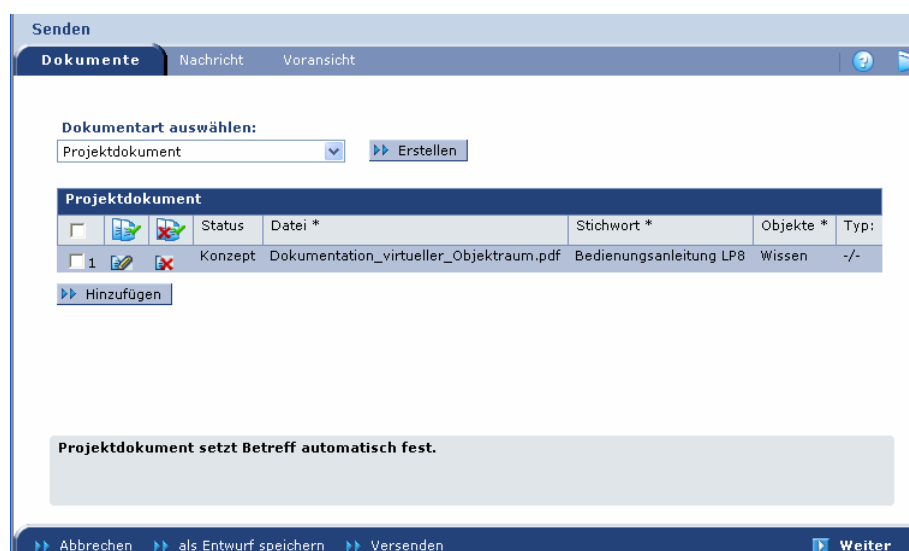 Senden
Dokumente Nachricht Voransicht ?
Dokumentart auswählen:
Projektdokument Erstellen
Projektdokument
Status Datei * Stichwort * Objekte * Typ:
1 Konzept Dokumentation_virtueller_Objektraum.pdf Bedienungsanleitung LP8 Wissen -/-
Hinzufügen
Projektdokument setzt Betreff automatisch fest.
Abbrechen als Entwurf speichern Versenden Weiter